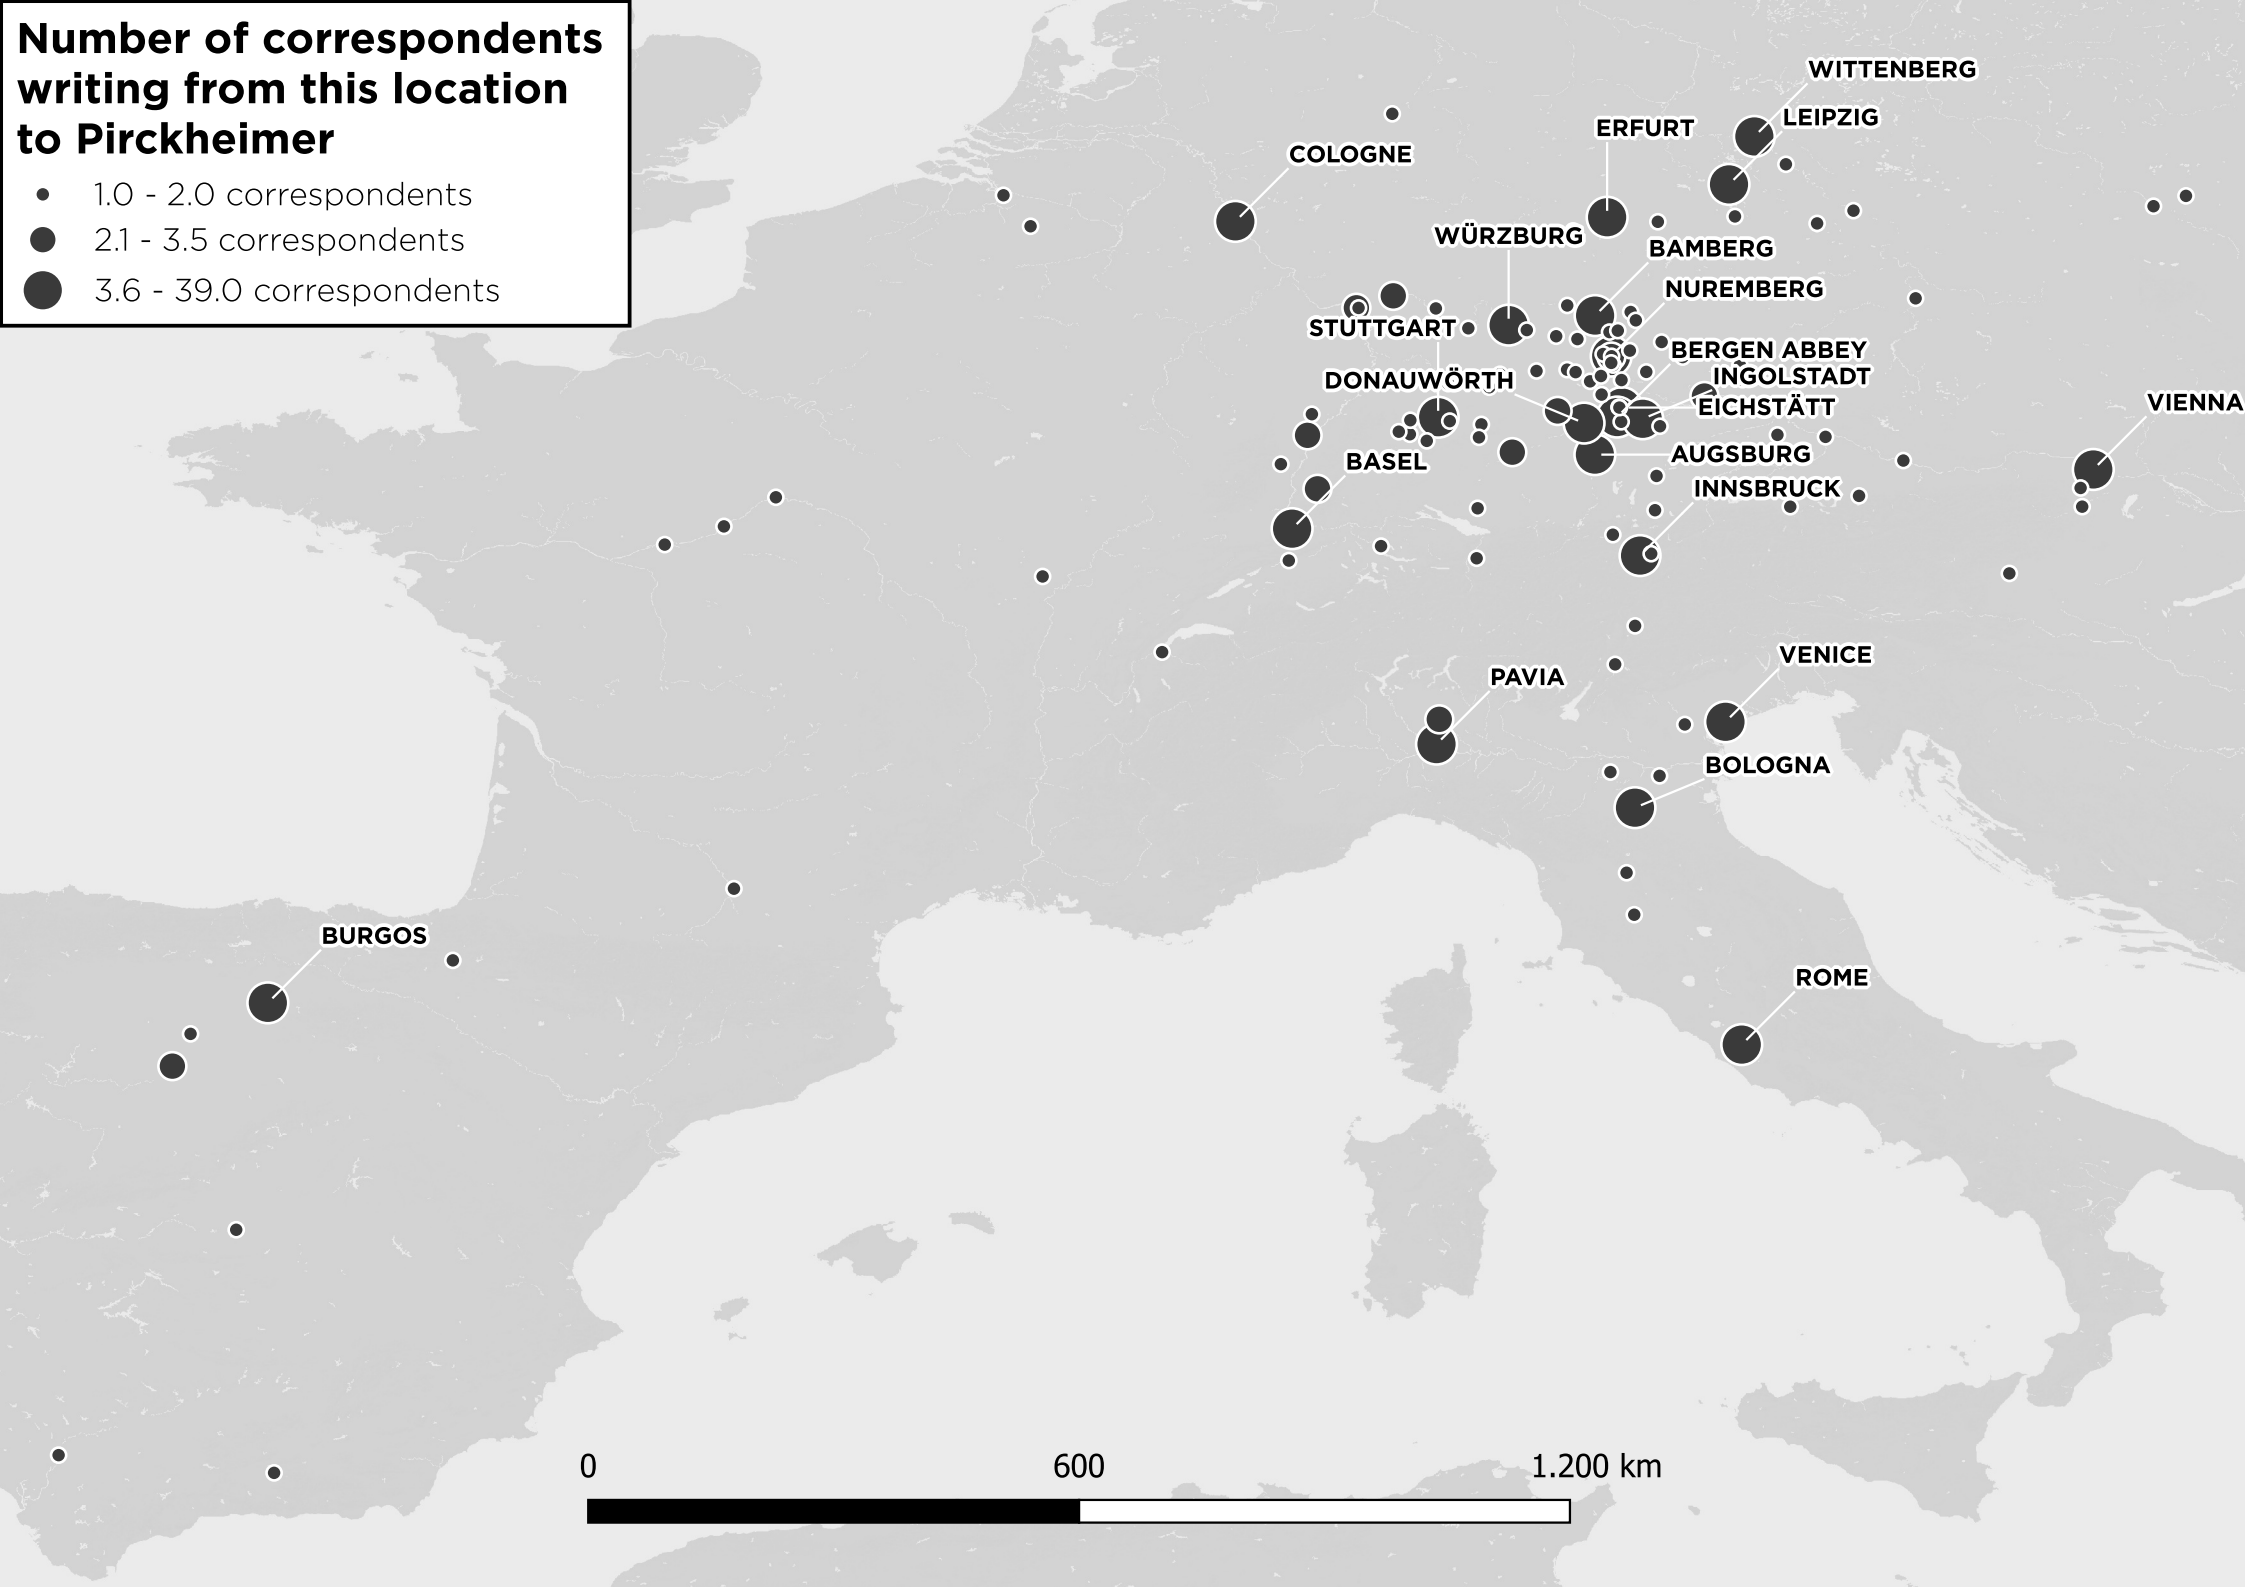 Number of correspondents
writing from this location
to Pirckheimer
1.0 - 2.0 correspondents
2.1 - 3.5 correspondents
3.6 - 39.0 correspondents
WITTENBERG
LEIPZIG
ERFURT
COLOGNE
WÜRZBURG
BAMBERG
NUREMBERG
STUTTGART
BERGEN ABBEY
INGOLSTADT
DONAUWÖRTH
EICHSTÄTT
VIENNA
AUGSBURG
BASEL
INNSBRUCK
VENICE
PAVIA
BOLOGNA
BURGOS
ROME
0 600 1.200 km